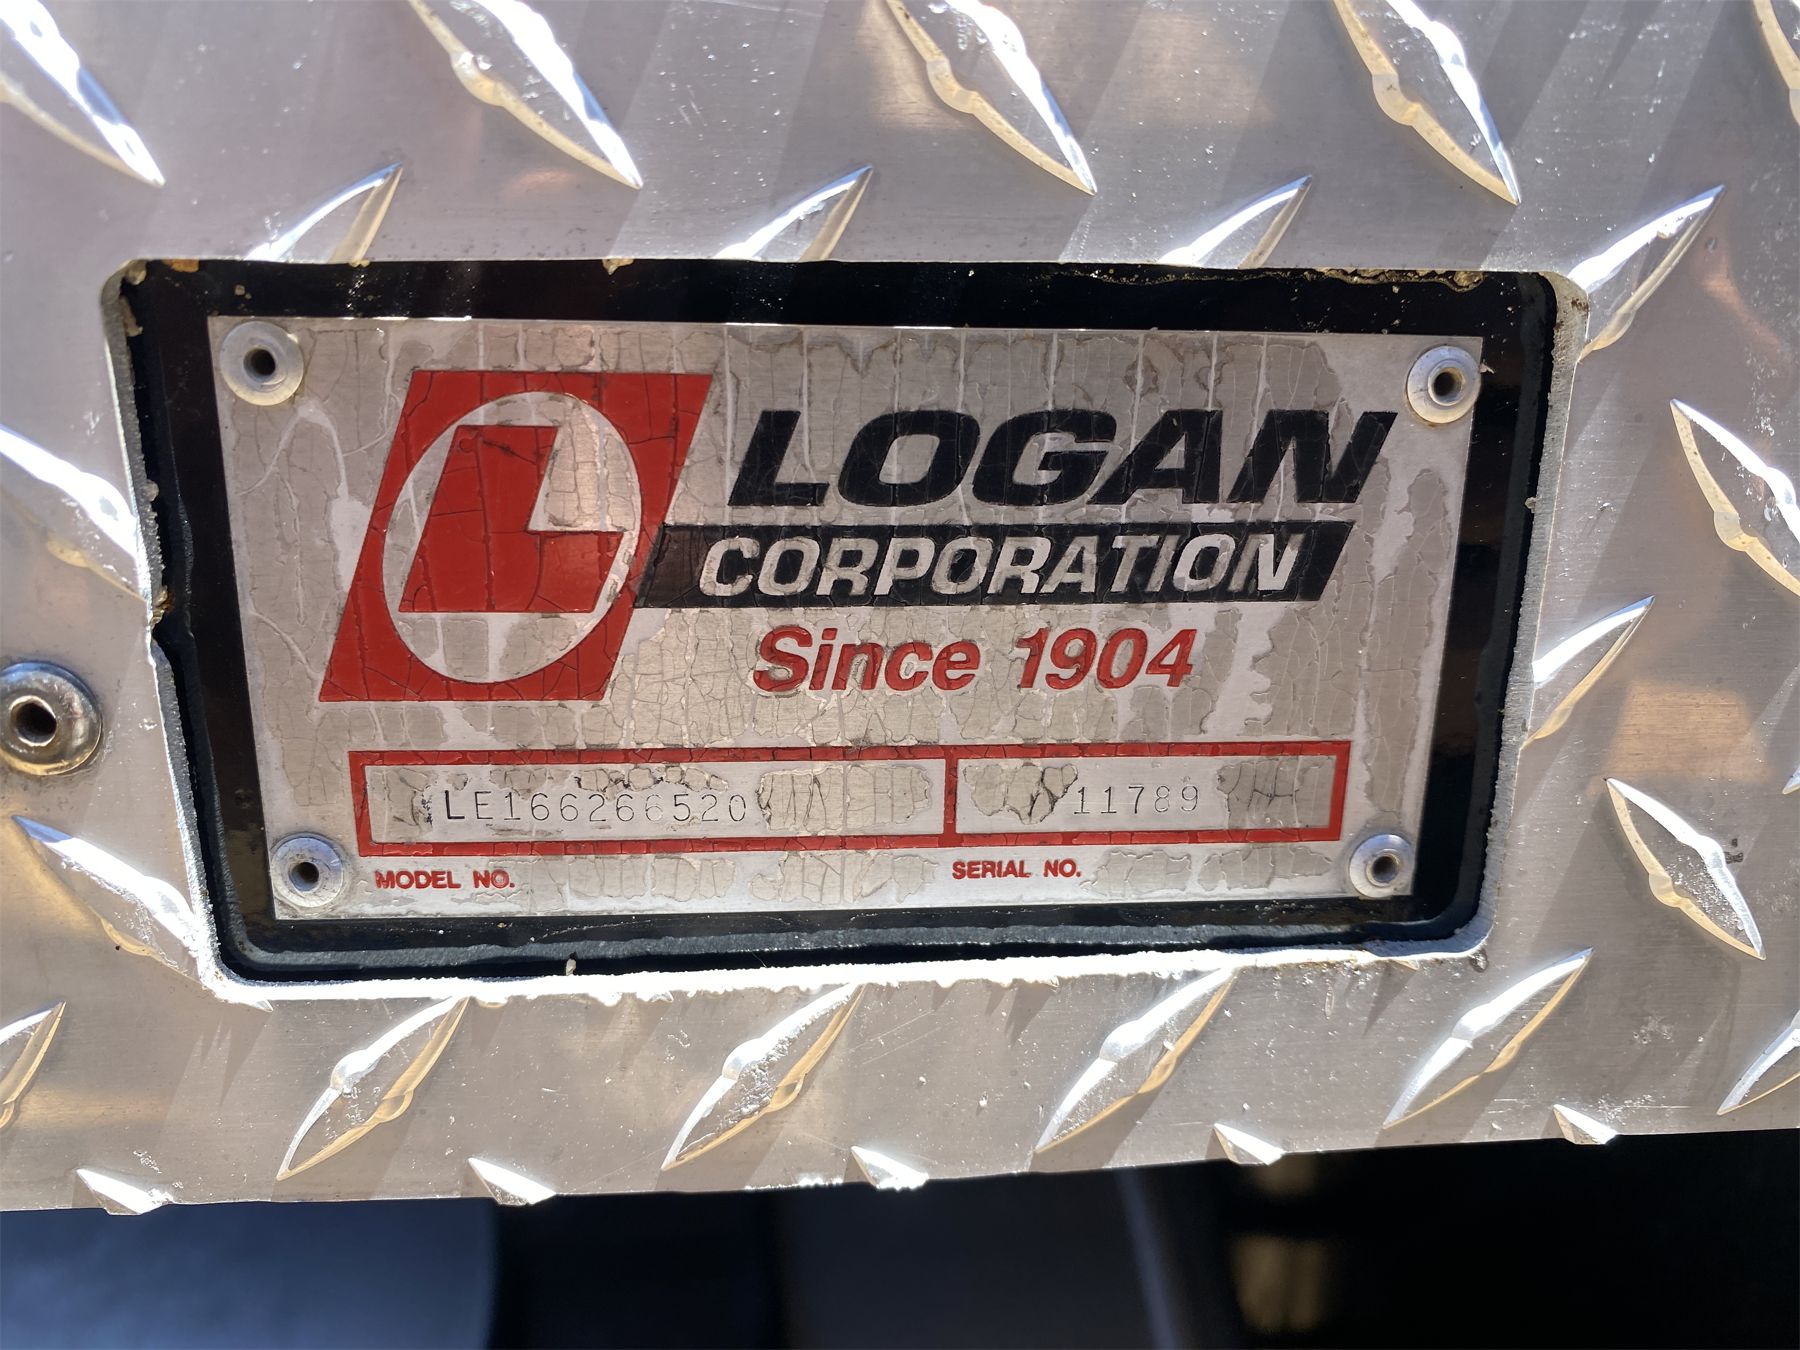 L
LOGAN
CORPORATION
Since 1904
LE166266520 11789
MODEL NO. SERIAL NO.